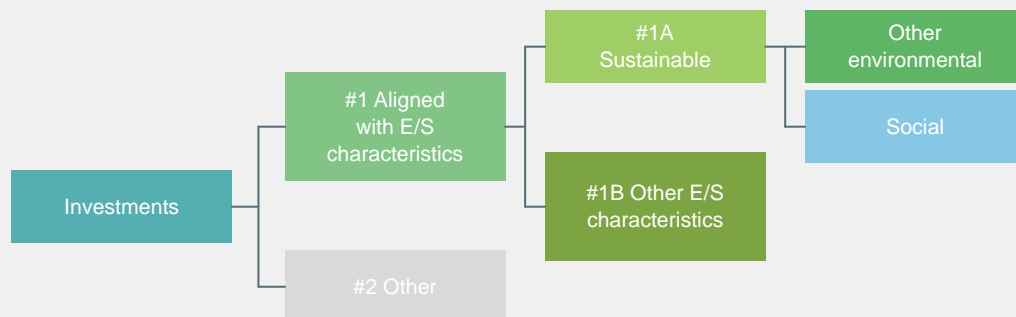 Investments
#1 Aligned
with E/S
characteristics
#2 Other
#1A
Sustainable
#1B Other E/S
characteristics
Other
environmental
Social